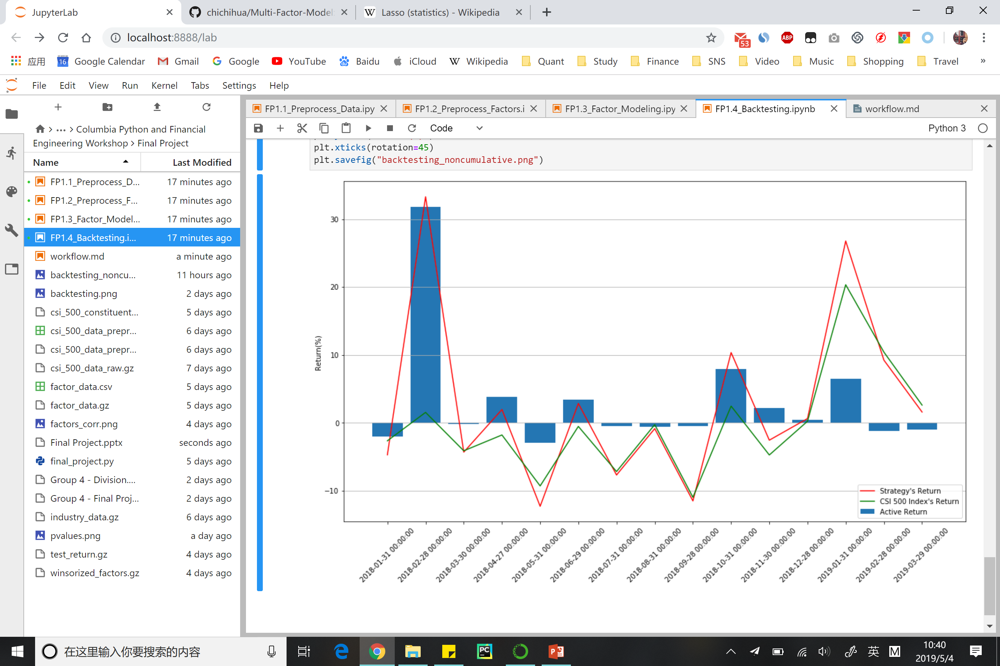 JupyterLab
chichihua/Multi-Factor-Model
Lasso (statistics) - Wikipedia
localhost:8888/lab
53
ABP
应用
16
Google Calendar
Gmail
Google
YouTube
du
Baidu
iCloud
W
Wikipedia
Quant
Study
Finance
SNS
Video
Music
Shopping
Travel
»
File
Edit
View
Run
Kernel
Tabs
Settings
Help
Columbia Python and Financial
Engineering Workshop > Final Project
Name
Last Modified
FP1.1_Preprocess_D... 17 minutes ago
FP1.2_Preprocess_F... 17 minutes ago
FP1.3_Factor_Model... 17 minutes ago
FP1.4_Backtesting.i... 17 minutes ago
workflow.md a minute ago
backtesting_noncu... 11 hours ago
backtesting.png 2 days ago
csi_500_constituent... 5 days ago
csi_500_data_prepr... 6 days ago
csi_500_data_prepr... 6 days ago
csi_500_data_raw.gz 7 days ago
factor_data.csv 5 days ago
factor_data.gz 5 days ago
factors_corr.png 4 days ago
Final Project.pptx seconds ago
final_project.py 5 days ago
Group 4 - Division.... 2 days ago
Group 4 - Final Proj... 2 days ago
industry_data.gz 6 days ago
pvalues.png a day ago
test_return.gz 4 days ago
winsorized_factors.gz 4 days ago
FP1.1_Preprocess_Data.ipy
FP1.2_Preprocess_Factors.i
FP1.3_Factor_Modeling.ipy
FP1.4_Backtesting.ipynb
workflow.md
Code
Python 3
plt.xticks(rotation=45)
plt.savefig("backtesting_noncumulative.png")
Return(%)
30
20
10
0
−10
Strategy's Return
CSI 500 Index's Return
Active Return
2018-01-31 00:00:00
2018-02-28 00:00:00
2018-03-30 00:00:00
2018-04-27 00:00:00
2018-05-31 00:00:00
2018-06-29 00:00:00
2018-07-31 00:00:00
2018-08-31 00:00:00
2018-09-28 00:00:00
2018-10-31 00:00:00
2018-11-30 00:00:00
2018-12-28 00:00:00
2019-01-31 00:00:00
2019-02-28 00:00:00
2019-03-29 00:00:00
在这里输入你要搜索的内容
PC
P
英
M
10:40
2019/5/4